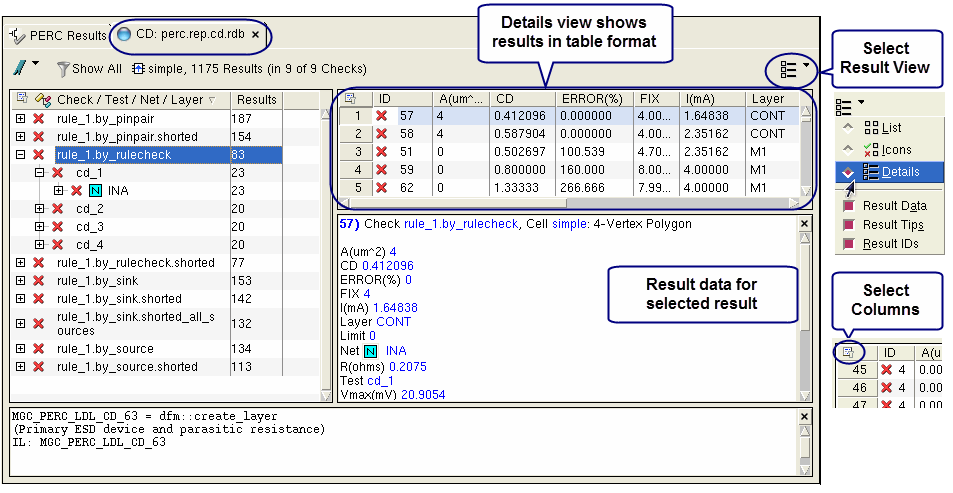 Details view shows
results in table format
PERC Results
CD: perc.rep.cd.rdb ×
Select
Result View
Show All
simple, 1175 Results (in 9 of 9 Checks)
Check / Test / Net / Layer
Results
rule_1.by_pinpair 187
rule_1.by_pinpair.shorted 154
rule_1.by_rulecheck 83
cd_1 23
N INA 23
cd_2 20
cd_3 20
cd_4 20
rule_1.by_rulecheck.shorted 77
rule_1.by_sink 153
rule_1.by_sink.shorted 142
rule_1.by_sink.shorted_all_s
ources 132
rule_1.by_source 134
rule_1.by_source.shorted 113
ID A(um^... CD ERROR(%) FIX I(mA) Layer
1 57 4 0.412096 0.000000 4.00... 1.64838 CONT
2 58 4 0.587904 0.000000 4.00... 2.35162 CONT
3 51 0 0.502697 100.539 4.70... 2.35162 M1
4 59 0 0.800000 160.000 8.00... 4.00000 M1
5 62 0 1.33333 266.666 7.99... 4.00000 M1
57) Check rule_1.by_rulecheck, Cell simple: 4-Vertex Polygon
A(um^2) 4
CD 0.412096
ERROR(%) 0
FIX 4
I(mA) 1.64838
Layer CONT
Limit 0
Net N INA
R(ohms) 0.2075
Test cd_1
Vmax(mV) 20.9054
Result data for
selected result
List
Icons
Details
Result Data
Result Tips
Result IDs
Select
Columns
ID A(u
45 4 0.00
46 4 0.00
47 4 0.00
MGC_PERC_LDL_CD_63 = dfm::create_layer
(Primary ESD device and parasitic resistance)
IL: MGC_PERC_LDL_CD_63